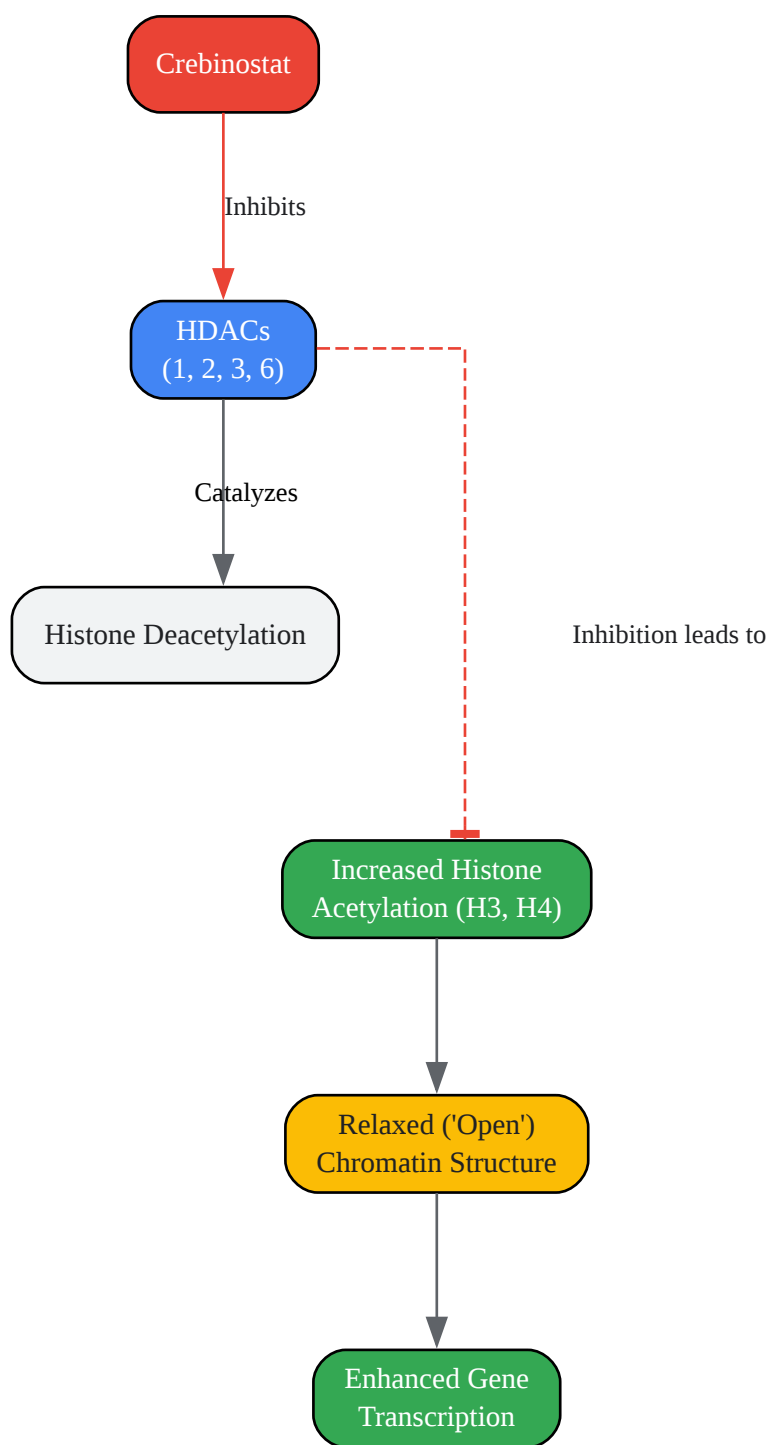 Crebinostat
Inhibits
HDACs
(1, 2, 3, 6)
Catalyzes
Histone Deacetylation
Inhibition leads to
Increased Histone
Acetylation (H3, H4)
Relaxed ('Open')
Chromatin Structure
Enhanced Gene
Transcription